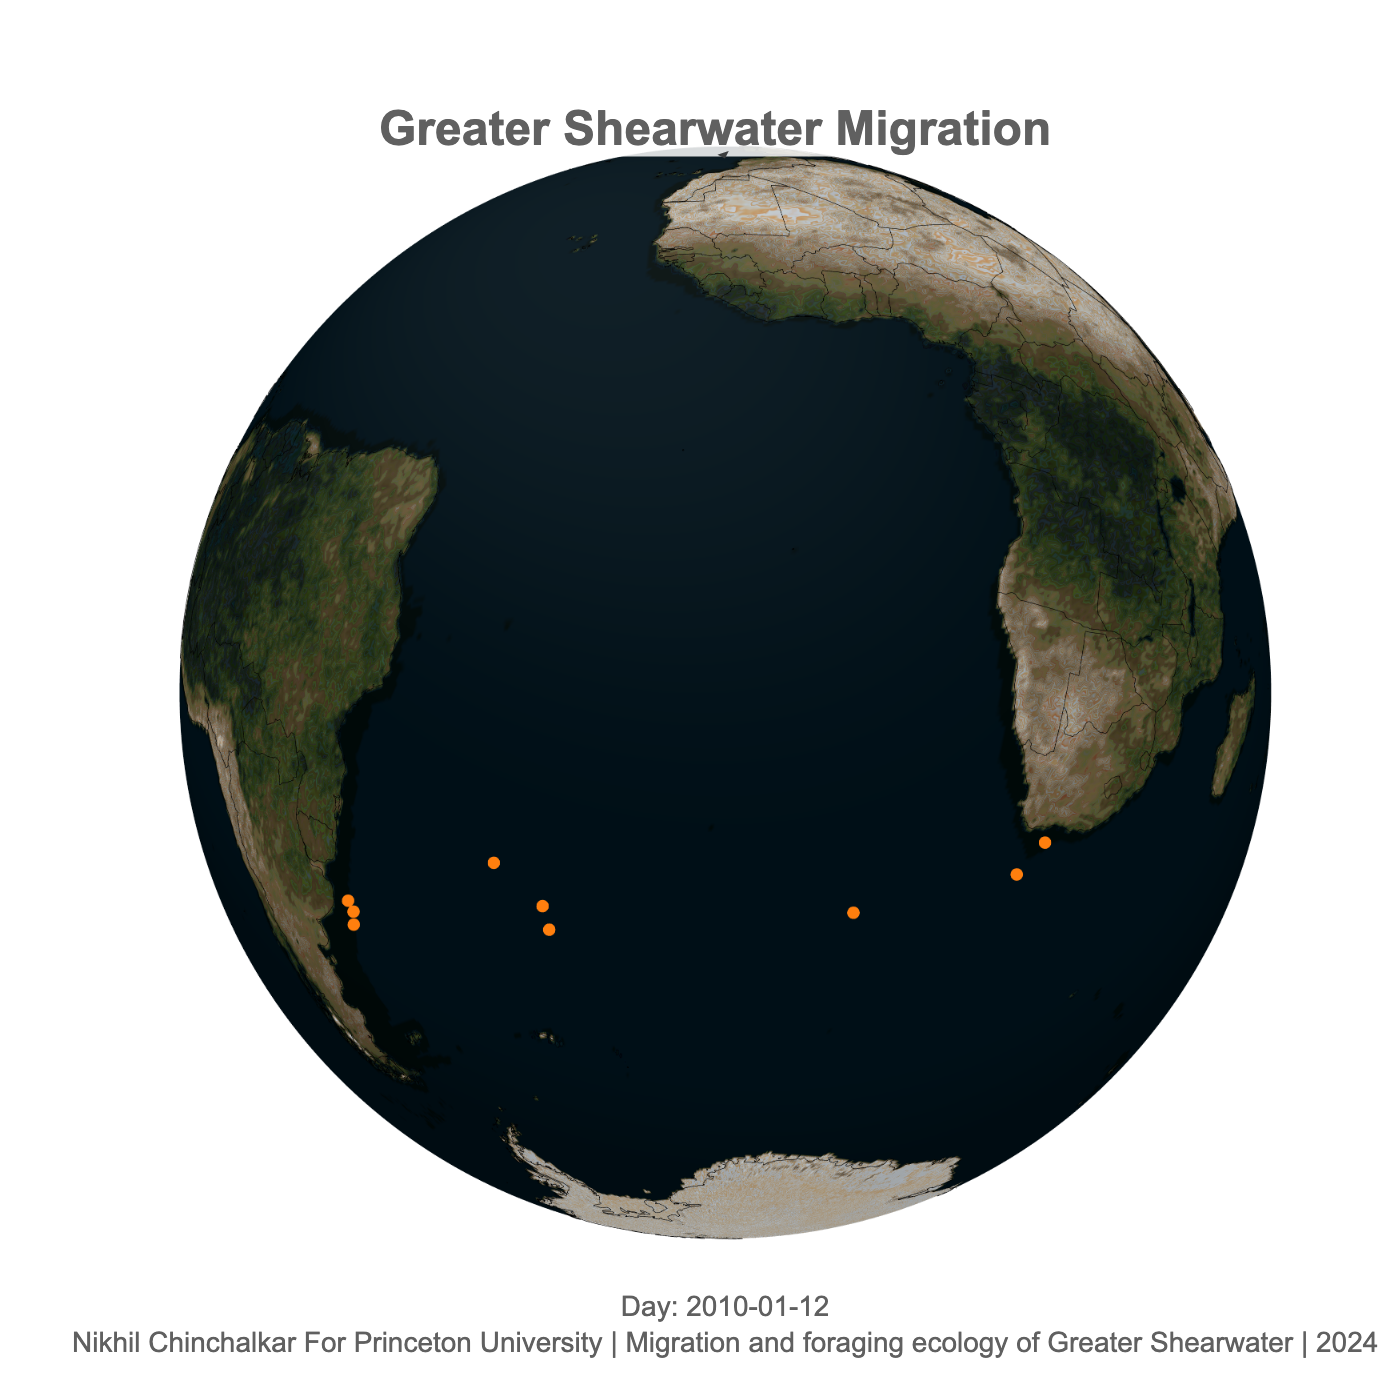 Greater Shearwater Migration
Day: 2010-01-12
Nikhil Chinchalkar For Princeton University | Migration and foraging ecology of Greater Shearwater | 2024